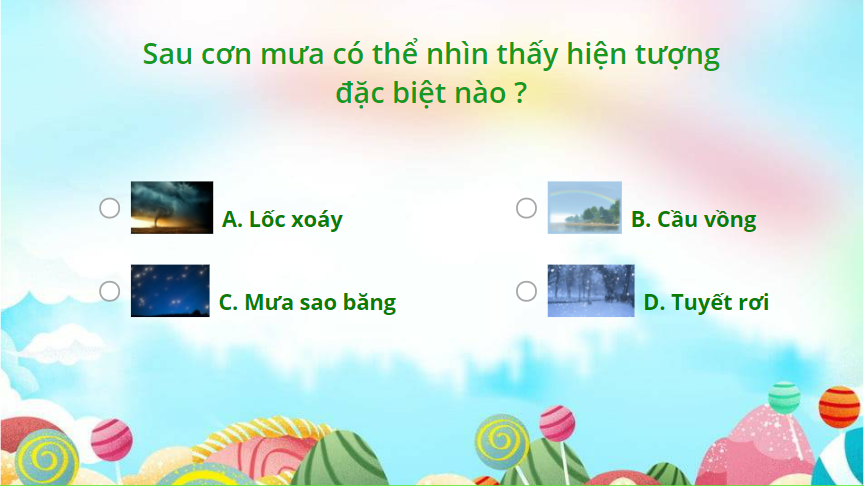 Sau cơn mưa có thể nhìn thấy hiện tượng
đặc biệt nào ?
A. Lốc xoáy
B. Cầu vồng
C. Mưa sao băng
D. Tuyết rơi